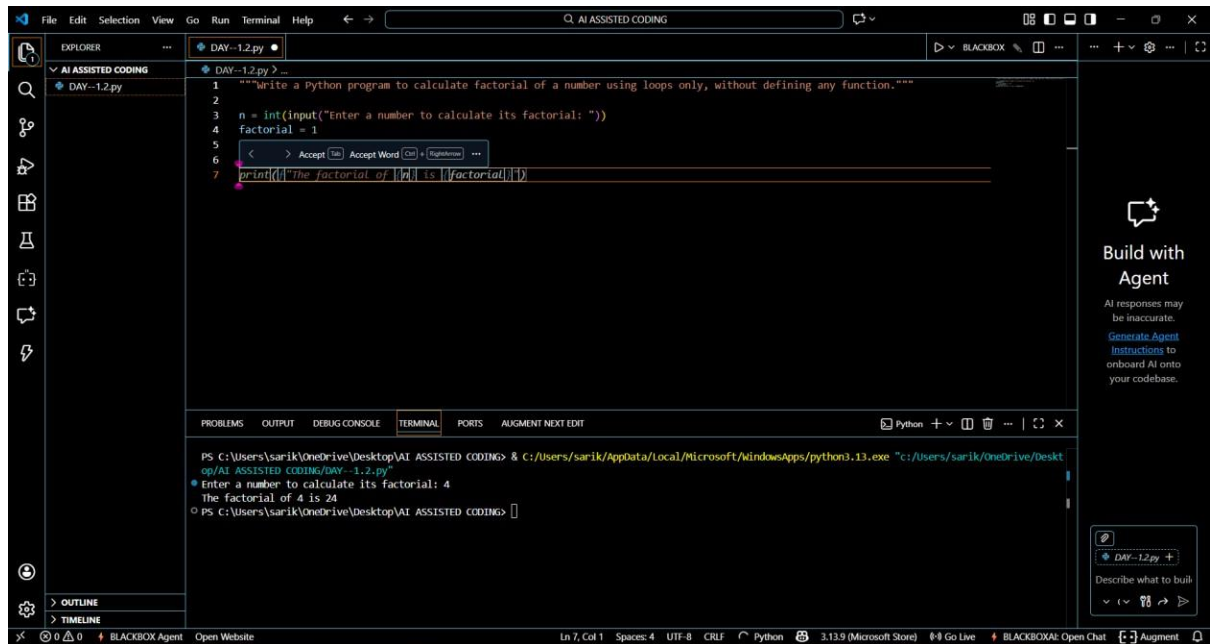 File Edit Selection View Go Run Terminal Help
AI ASSISTED CODING
EXPLORER
AI ASSISTED CODING
DAY--1.2.py
DAY--1.2.py
BLACKBOX
DAY--1.2.py > ...
1 """Write a Python program to calculate factorial of a number using loops only, without defining any function."""
2
3 n = int(input("Enter a number to calculate its factorial: "))
4 factorial = 1
5
< > Accept Tab Accept Word Ctrl + RightArrow ...
6
7 print(f"The factorial of {n} is {factorial}")
Build with
Agent
AI responses may
be inaccurate.
Generate Agent
Instructions to
onboard AI onto
your codebase.
PROBLEMS OUTPUT DEBUG CONSOLE TERMINAL PORTS AUGMENT NEXT EDIT
Python
PS C:\Users\sarik\OneDrive\Desktop\AI ASSISTED CODING> & C:/Users/sarik/AppData/Local/Microsoft/WindowsApps/python3.13.exe "c:/Users/sarik/OneDrive/Deskt
op/AI ASSISTED CODING/DAY--1.2.py"
Enter a number to calculate its factorial: 4
The factorial of 4 is 24
PS C:\Users\sarik\OneDrive\Desktop\AI ASSISTED CODING>
DAY--1.2.py +
Describe what to buil
OUTLINE
TIMELINE
0 0 BLACKBOX Agent Open Website Ln 7, Col 1 Spaces: 4 UTF-8 CRLF Python 3.13.9 (Microsoft Store) Go Live BLACKBOXAI: Open Chat Augment